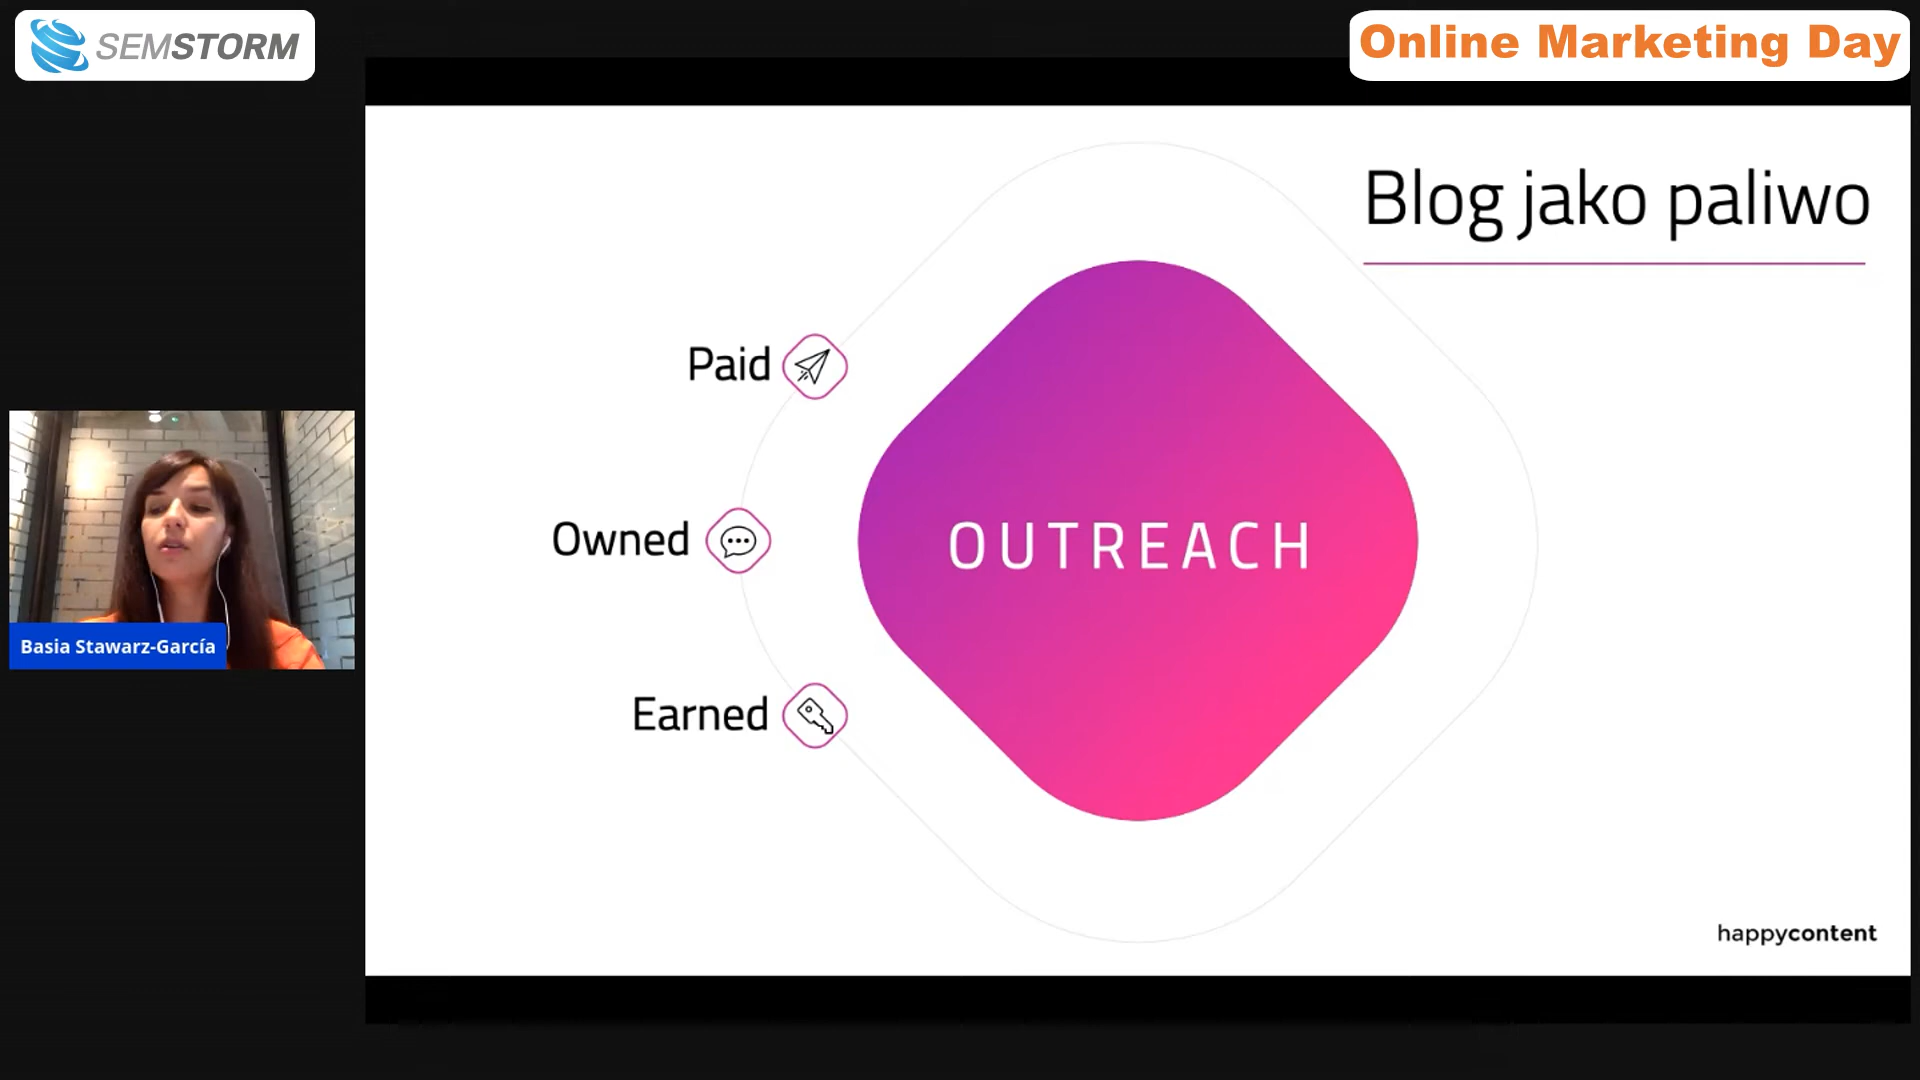 SEMSTORM
Online Marketing Day
Blog jako paliwo
Paid
Owned
OUTREACH
Earned
Basia Stawarz-García
happycontent